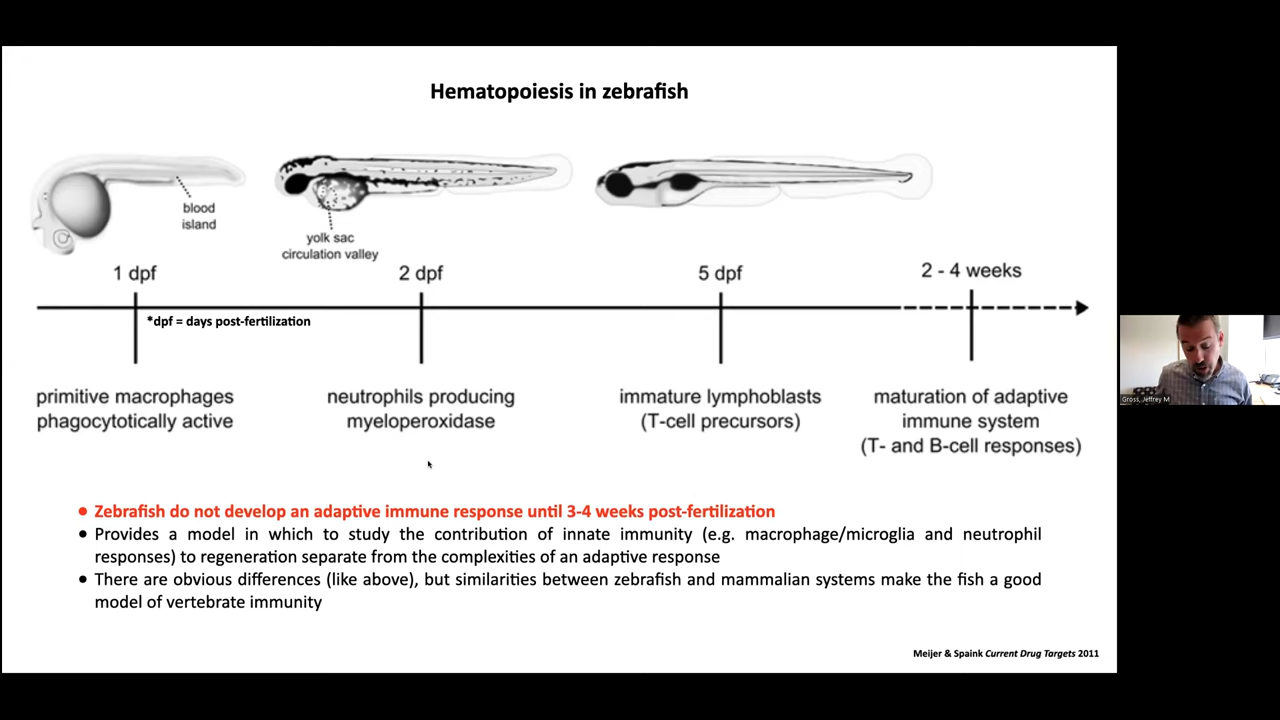 Hematopoiesis in zebrafish
blood
island
yolk sac
circulation valley
1 dpf
2 dpf
5 dpf
2 - 4 weeks
*dpf = days post-fertilization
primitive macrophages
phagocytotically active
neutrophils producing
myeloperoxidase
immature lymphoblasts
(T-cell precursors)
maturation of adaptive
immune system
(T- and B-cell responses)
Gross, Jeffrey M
• Zebrafish do not develop an adaptive immune response until 3-4 weeks post-fertilization
• Provides a model in which to study the contribution of innate immunity (e.g. macrophage/microglia and neutrophil
responses) to regeneration separate from the complexities of an adaptive response
• There are obvious differences (like above), but similarities between zebrafish and mammalian systems make the fish a good
model of vertebrate immunity
Meijer & Spaink Current Drug Targets 2011